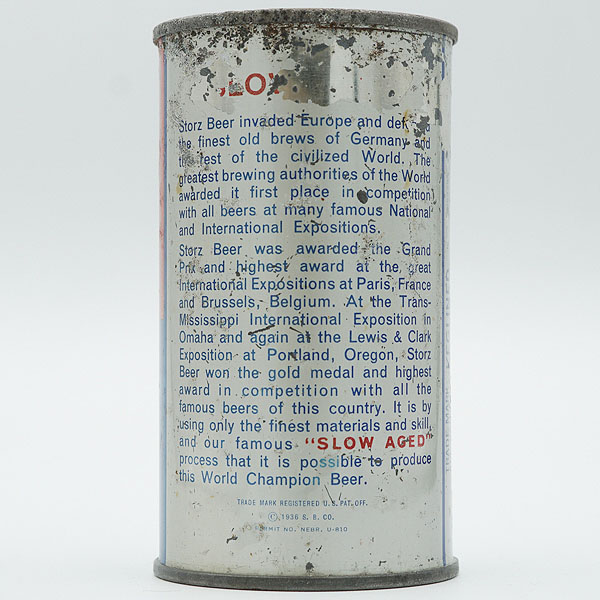 Storz Beer invaded Europe and
the finest old brews of Germany and
the rest of the civilized World. The
greatest brewing authorities of the World
awarded it first place in competition
with all beers at many famous National
and International Expositions.
Storz Beer was awarded the Grand
Prix and highest award at the great
International Expositions at Paris, France
and Brussels, Belgium. At the Trans-
Mississippi International Exposition in
Omaha and again at the Lewis & Clark
Exposition at Portland, Oregon, Storz
Beer won the gold medal and highest
award in competition with all the
famous beers of this country. It is by
using only the finest materials and skill,
and our famous "SLOW AGED"
process that it is possible to produce
this World Champion Beer.
TRADE MARK REGISTERED U.S. PAT. OFF.
©, 1936 S. B. CO.
NO. NEBR. U-810